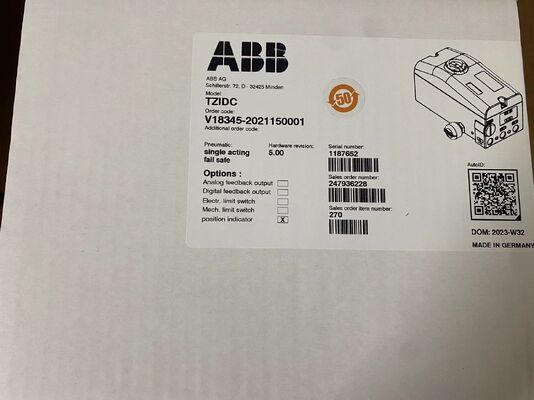 ABB
ABB AG
Schillerstr. 72, D - 32425 Minden
Model:
TZIDC
Order code:
V18345-2021150001
Additional order code:
Pneumatic:
single acting
fail safe
Hardware revision:
5.00
Serial number:
1187652
Options :
Analog feedback output
Digital feedback output
Electr. limit switch
Mech. limit switch
position indicator X
Sales order number:
247936228
Sales order item number:
270
50
AutoID:
DOM: 2023-W32
MADE IN GERMANY